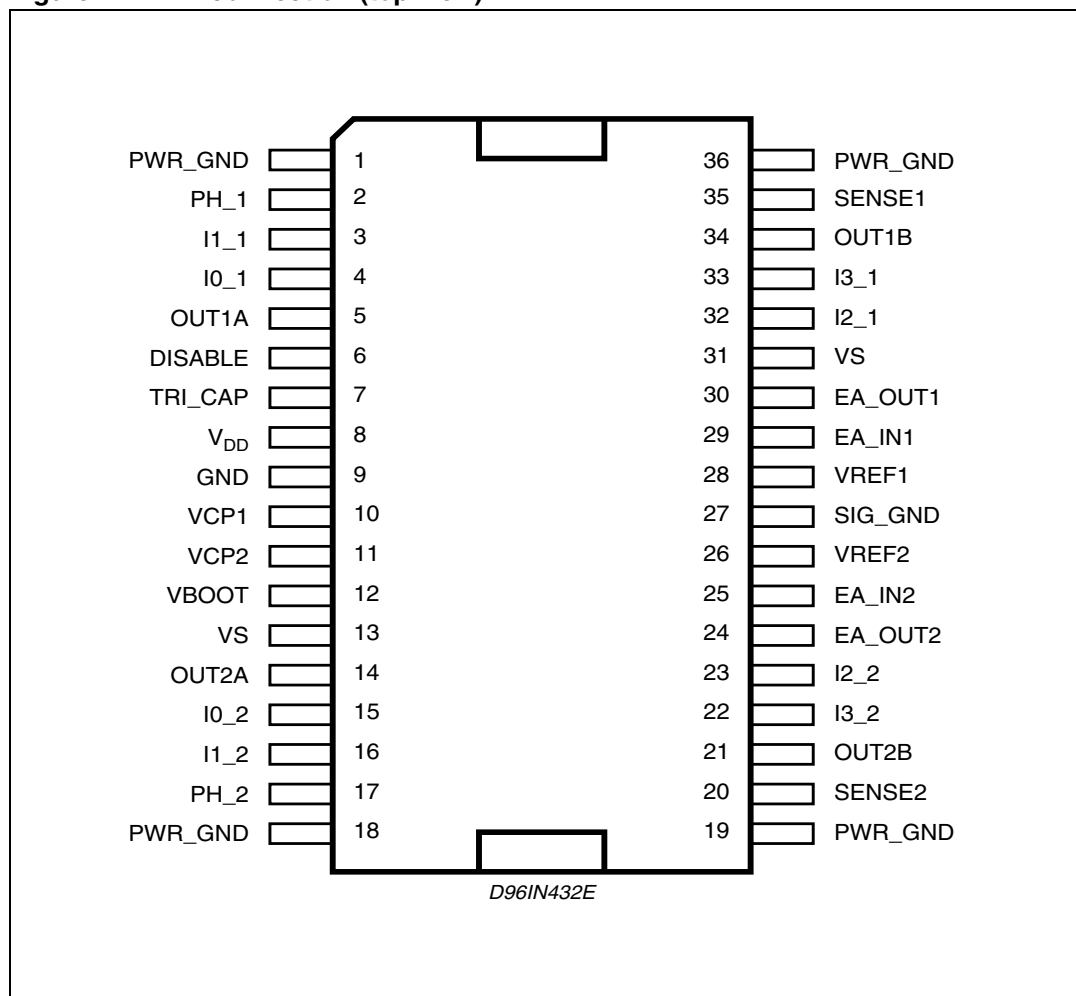 PWR_GND 1 36 PWR_GND
PH_1 2 35 SENSE1
I1_1 3 34 OUT1B
I0_1 4 33 I3_1
OUT1A 5 32 I2_1
DISABLE 6 31 VS
TRI_CAP 7 30 EA_OUT1
VDD 8 29 EA_IN1
GND 9 28 VREF1
VCP1 10 27 SIG_GND
VCP2 11 26 VREF2
VBOOT 12 25 EA_IN2
VS 13 24 EA_OUT2
OUT2A 14 23 I2_2
I0_2 15 22 I3_2
I1_2 16 21 OUT2B
PH_2 17 20 SENSE2
PWR_GND 18 19 PWR_GND
D96IN432E